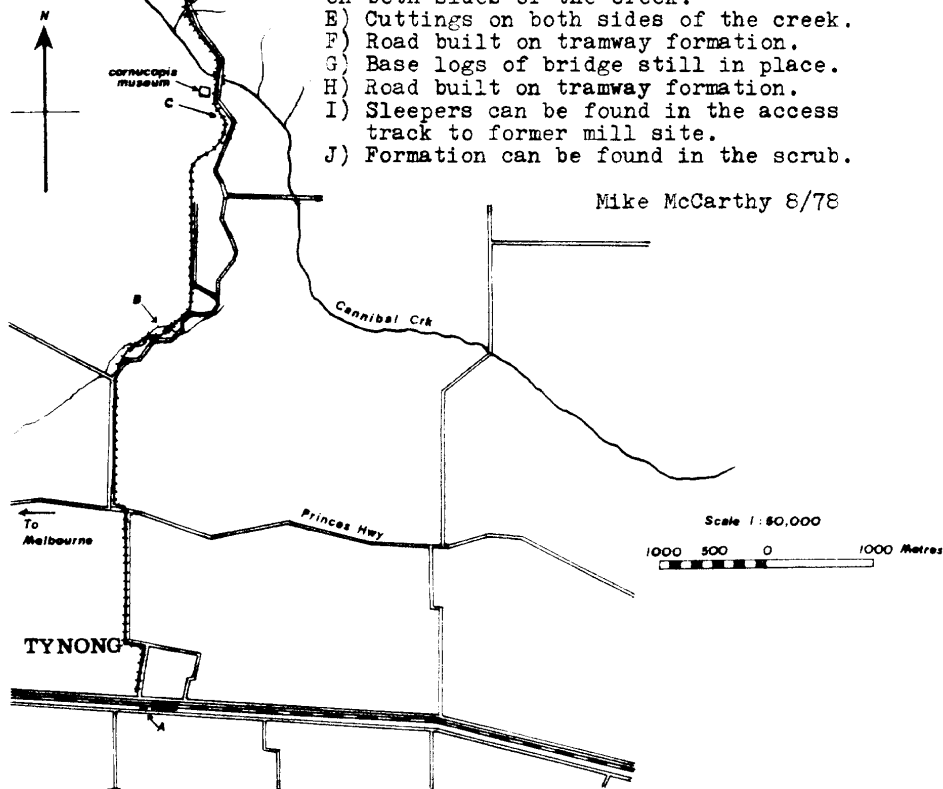 on both sides of the creek.
E) Cuttings on both sides of the creek.
F) Road built on tramway formation.
G) Base logs of bridge still in place.
H) Road built on tramway formation.
I) Sleepers can be found in the access
track to former mill site.
J) Formation can be found in the scrub.
Mike McCarthy 8/78
N
cornucopia
museum
C
B
Cannibal Crk
Princes Hwy
To
Melbourne
Scale 1:50,000
1000 500 0 1000 Metres
TYNONG
A